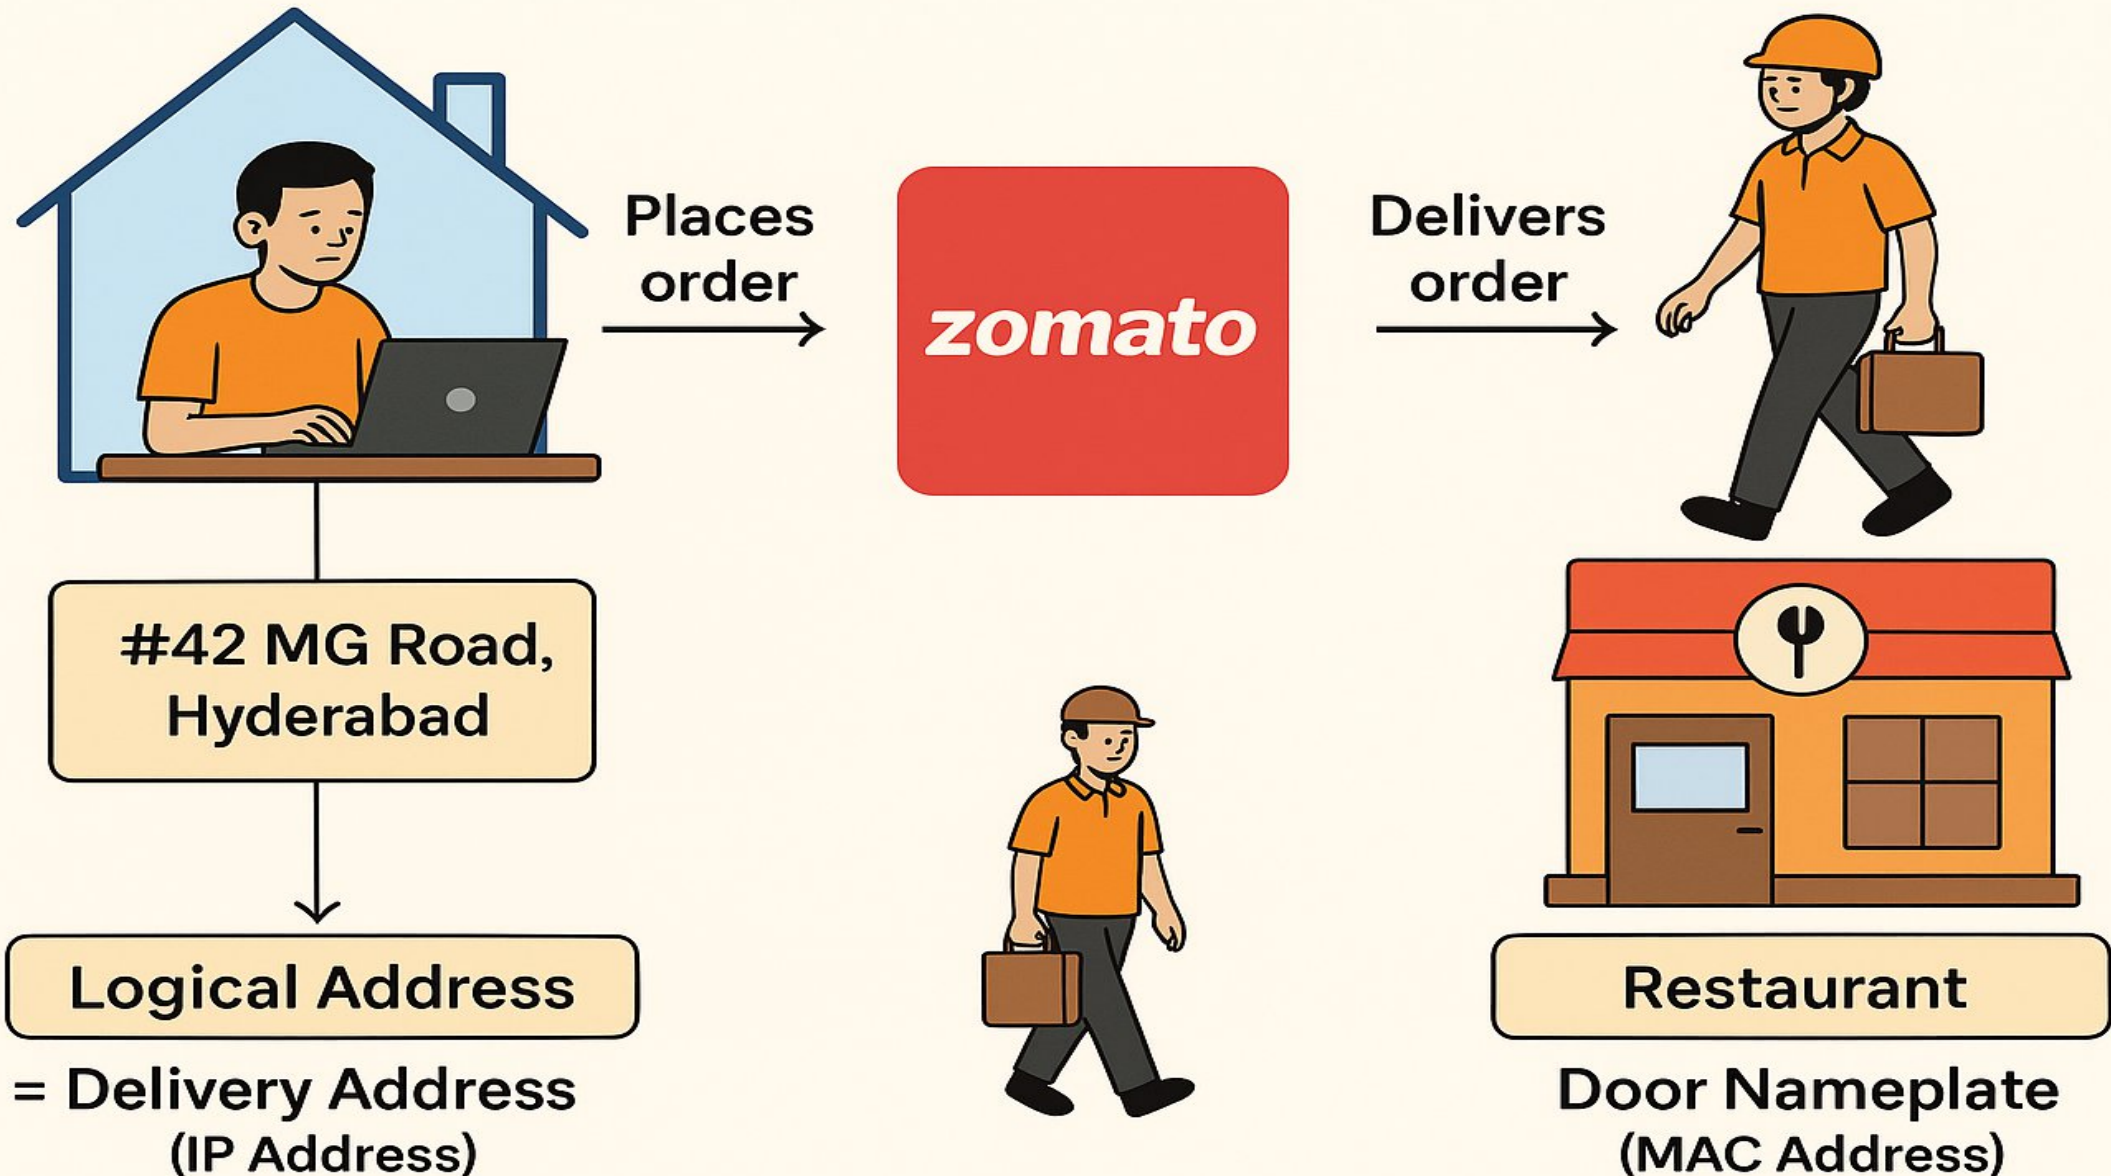 Places
order
zomato
Delivers
order
#42 MG Road,
Hyderabad
Logical Address
= Delivery Address
(IP Address)
Restaurant
Door Nameplate
(MAC Address)